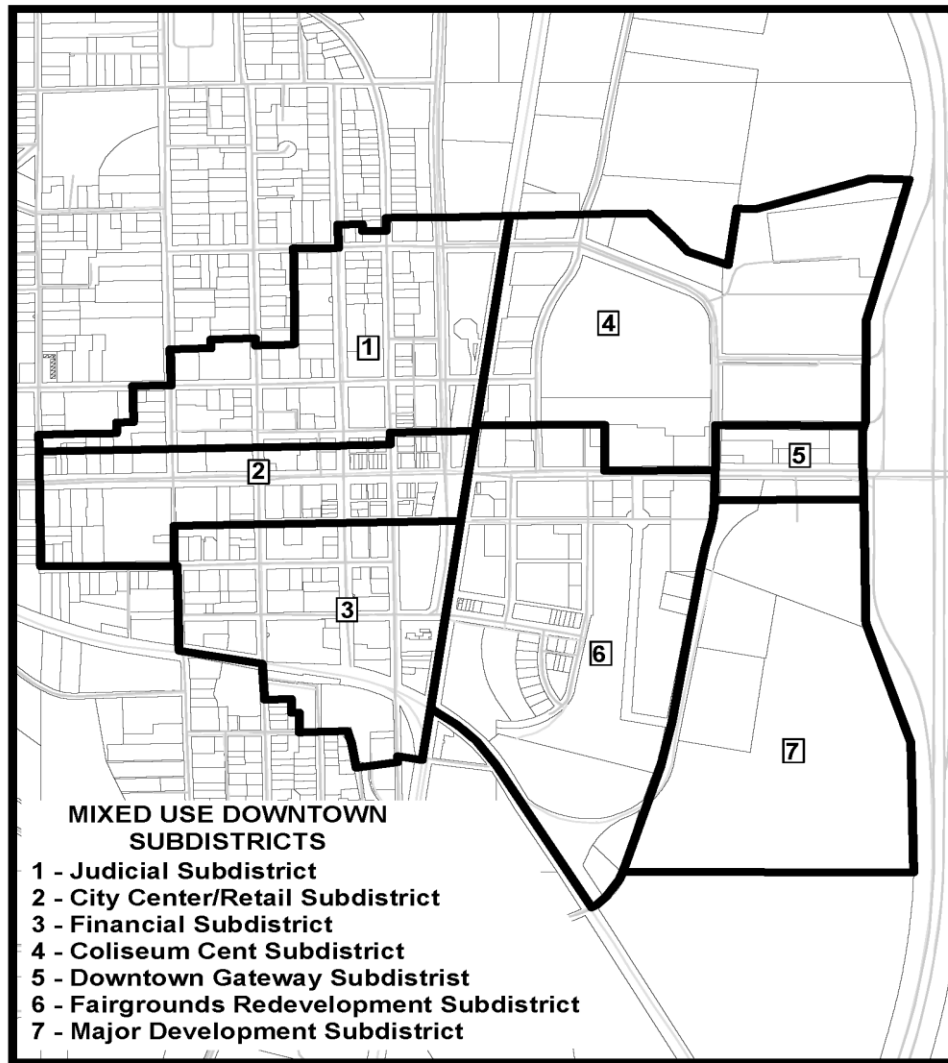 1
4
2
5
3
6
7
MIXED USE DOWNTOWN
SUBDISTRICTS
1 - Judicial Subdistrict
2 - City Center/Retail Subdistrict
3 - Financial Subdistrict
4 - Coliseum Cent Subdistrict
5 - Downtown Gateway Subdistrist
6 - Fairgrounds Redevelopment Subdistrict
7 - Major Development Subdistrict